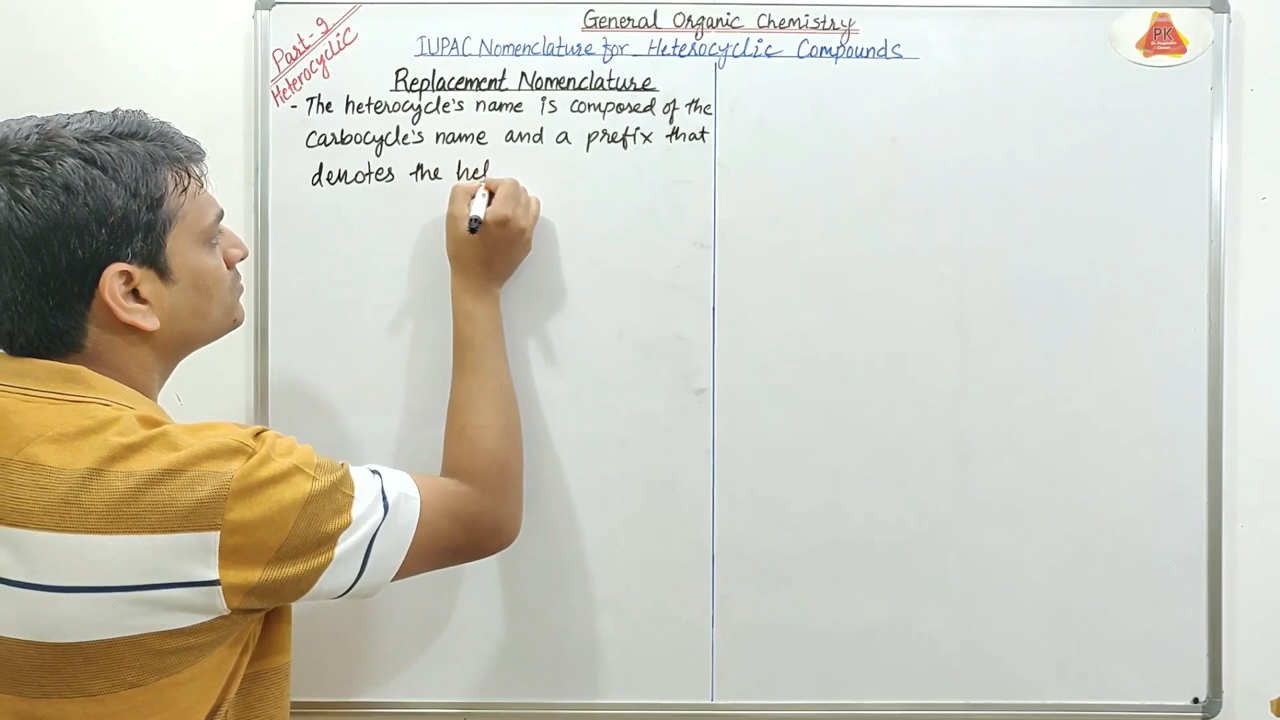 General Organic Chemistry
IUPAC Nomenclature for Heterocyclic Compounds
Part-9
Heterocyclic
PK
Replacement Nomenclature
- The heterocycle's name is composed of the
carbocycle's name and a prefix that
denotes the het